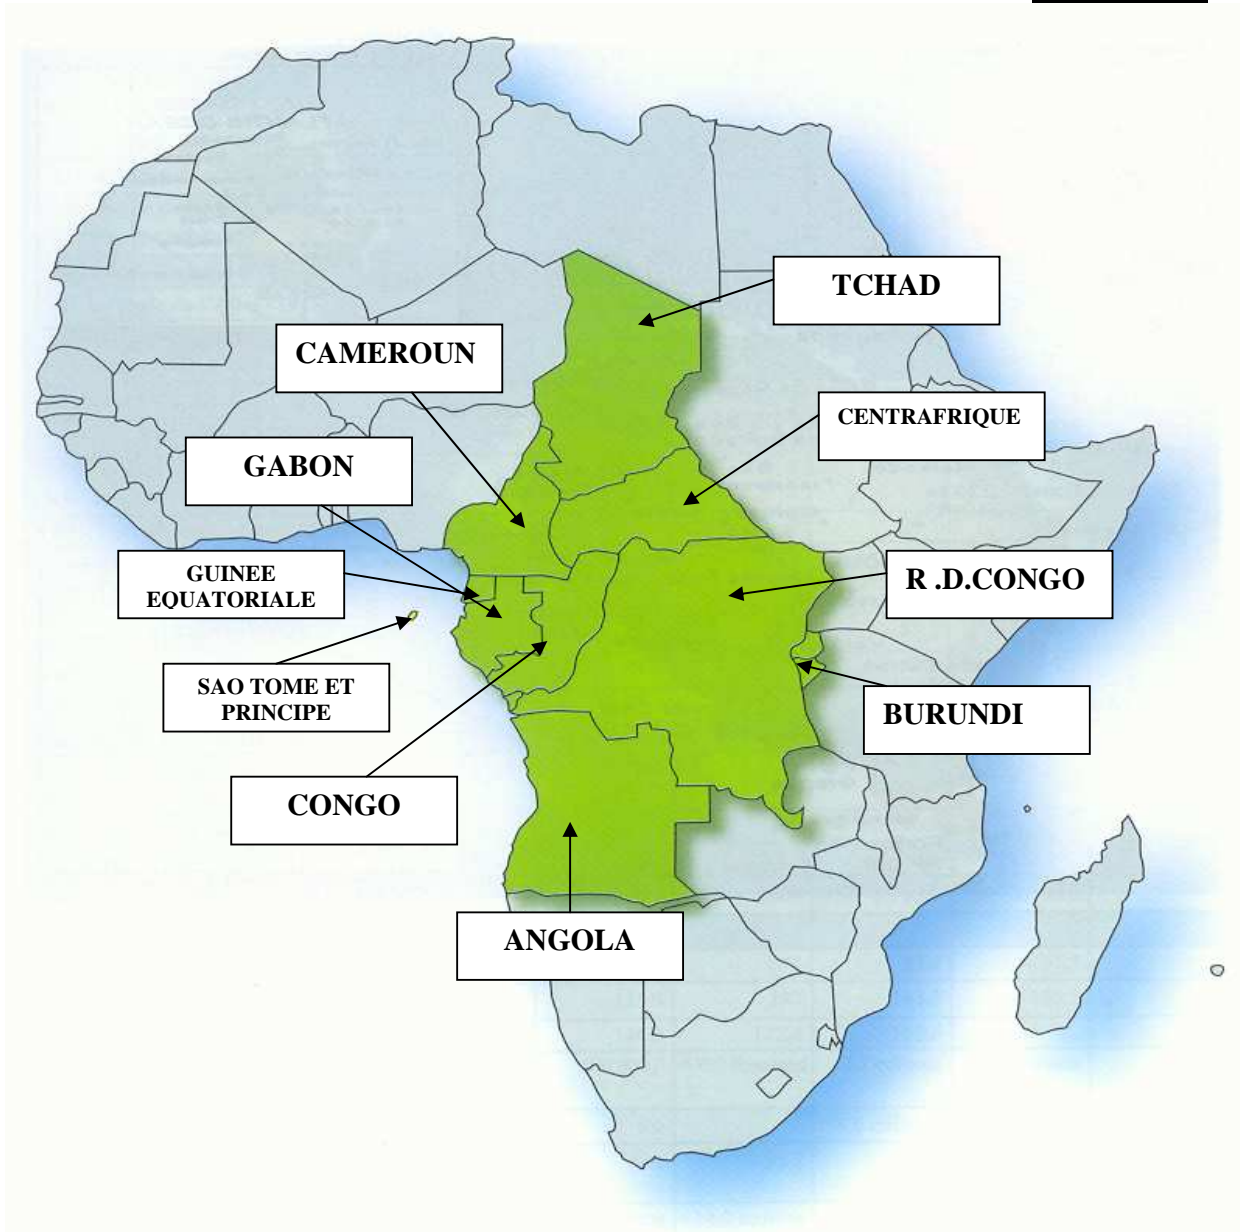 TCHAD
CAMEROUN
CENTRAFRIQUE
GABON
GUINEE
EQUATORIALE
R .D.CONGO
SAO TOME ET
PRINCIPE
BURUNDI
CONGO
ANGOLA